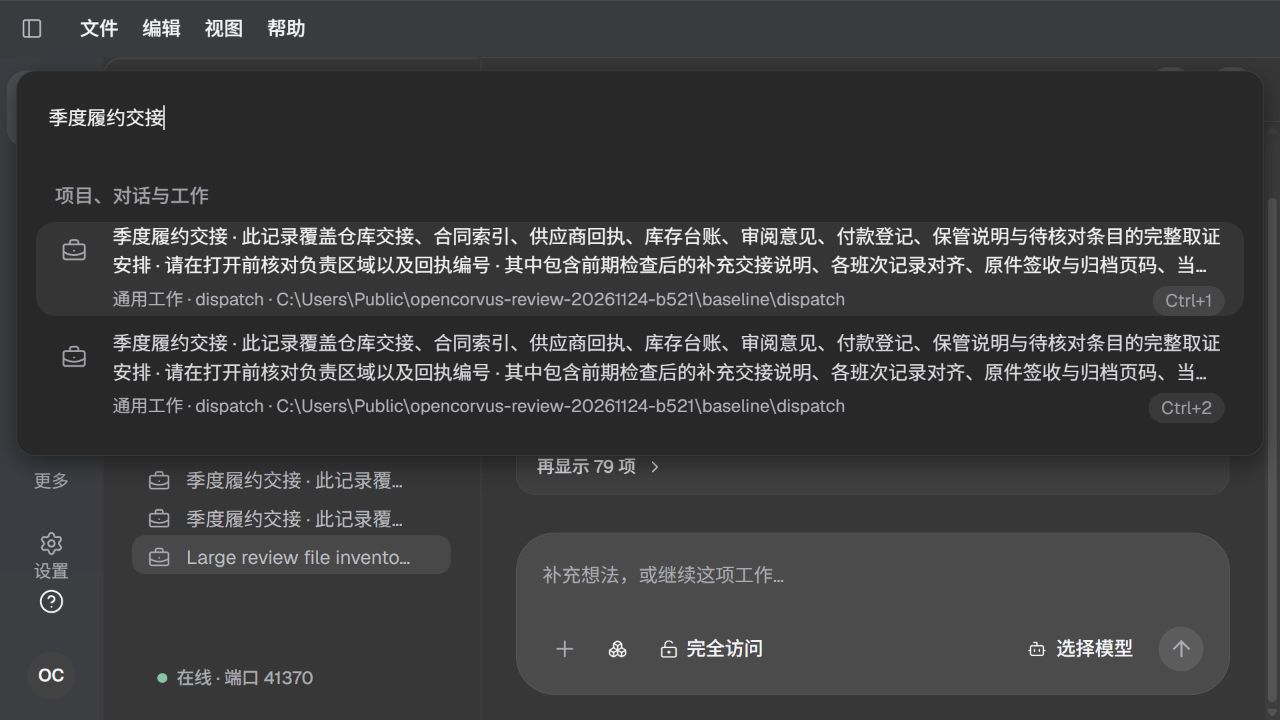 文件 编辑 视图 帮助
季度履约交接
项目、对话与工作
季度履约交接 · 此记录覆盖仓库交接、合同索引、供应商回执、库存台账、审阅意见、付款登记、保管说明与待核对条目的完整取证
安排 · 请在打开前核对负责区域以及回执编号 · 其中包含前期检查后的补充交接说明、各班次记录对齐、原件签收与归档页码、当...
通用工作 · dispatch · C:\Users\Public\opencorvus-review-20261124-b521\baseline\dispatch
Ctrl+1
季度履约交接 · 此记录覆盖仓库交接、合同索引、供应商回执、库存台账、审阅意见、付款登记、保管说明与待核对条目的完整取证
安排 · 请在打开前核对负责区域以及回执编号 · 其中包含前期检查后的补充交接说明、各班次记录对齐、原件签收与归档页码、当...
通用工作 · dispatch · C:\Users\Public\opencorvus-review-20261124-b521\baseline\dispatch
Ctrl+2
更多
设置
OC
季度履约交接 · 此记录覆...
季度履约交接 · 此记录覆...
Large review file invento...
在线 · 端口 41370
再显示 79 项
补充想法，或继续这项工作...
完全访问
选择模型